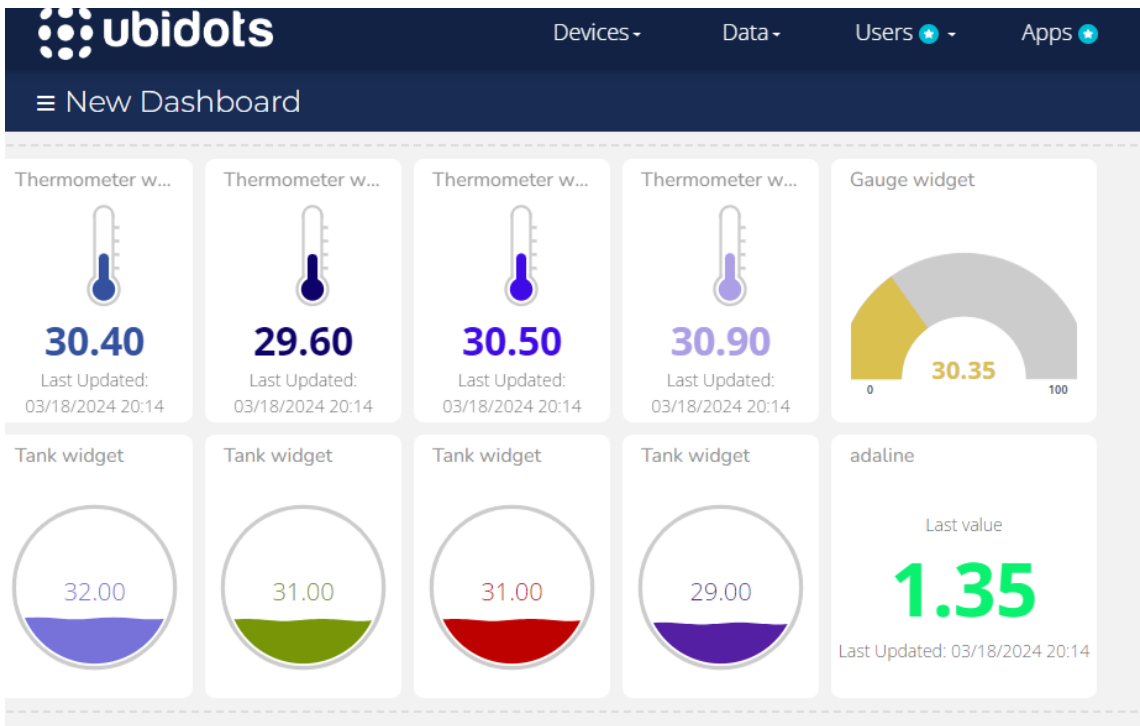 ubidots
Devices Data Users Apps
≡ New Dashboard
Thermometer w... Thermometer w... Thermometer w... Thermometer w... Gauge widget
30.40 29.60 30.50 30.90 30.35
0 100
Last Updated: Last Updated: Last Updated: Last Updated:
03/18/2024 20:14 03/18/2024 20:14 03/18/2024 20:14 03/18/2024 20:14
Tank widget Tank widget Tank widget Tank widget adaline
Last value
32.00 31.00 31.00 29.00 1.35
Last Updated: 03/18/2024 20:14